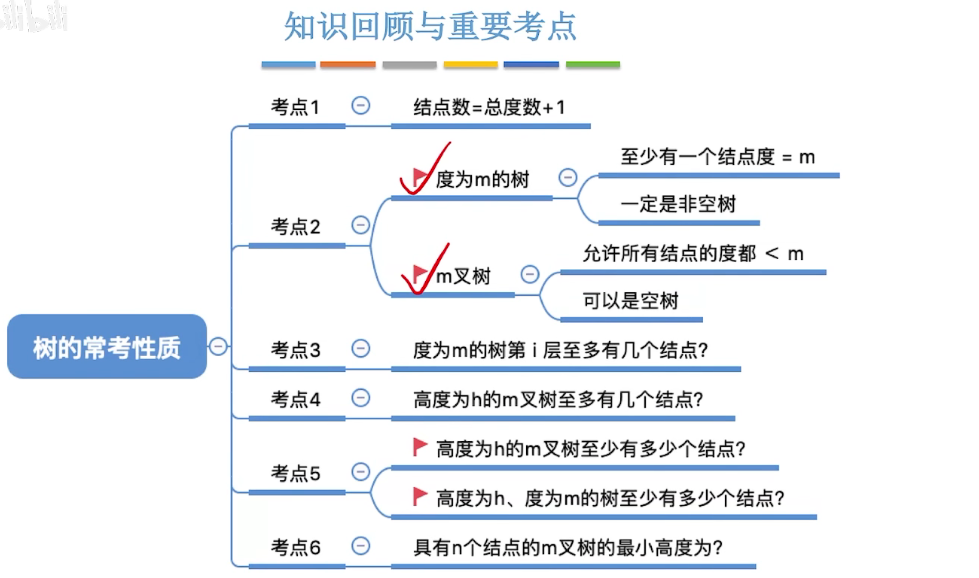 bilibili
知识回顾与重要考点
树的常考性质
考点1
结点数=总度数+1
考点2
度为m的树
至少有一个结点度 = m
一定是非空树
m叉树
允许所有结点的度都 < m
可以是空树
考点3
度为m的树第 i 层至多有几个结点?
考点4
高度为h的m叉树至多有几个结点?
考点5
高度为h的m叉树至少有多少个结点?
高度为h、度为m的树至少有多少个结点?
考点6
具有n个结点的m叉树的最小高度为?